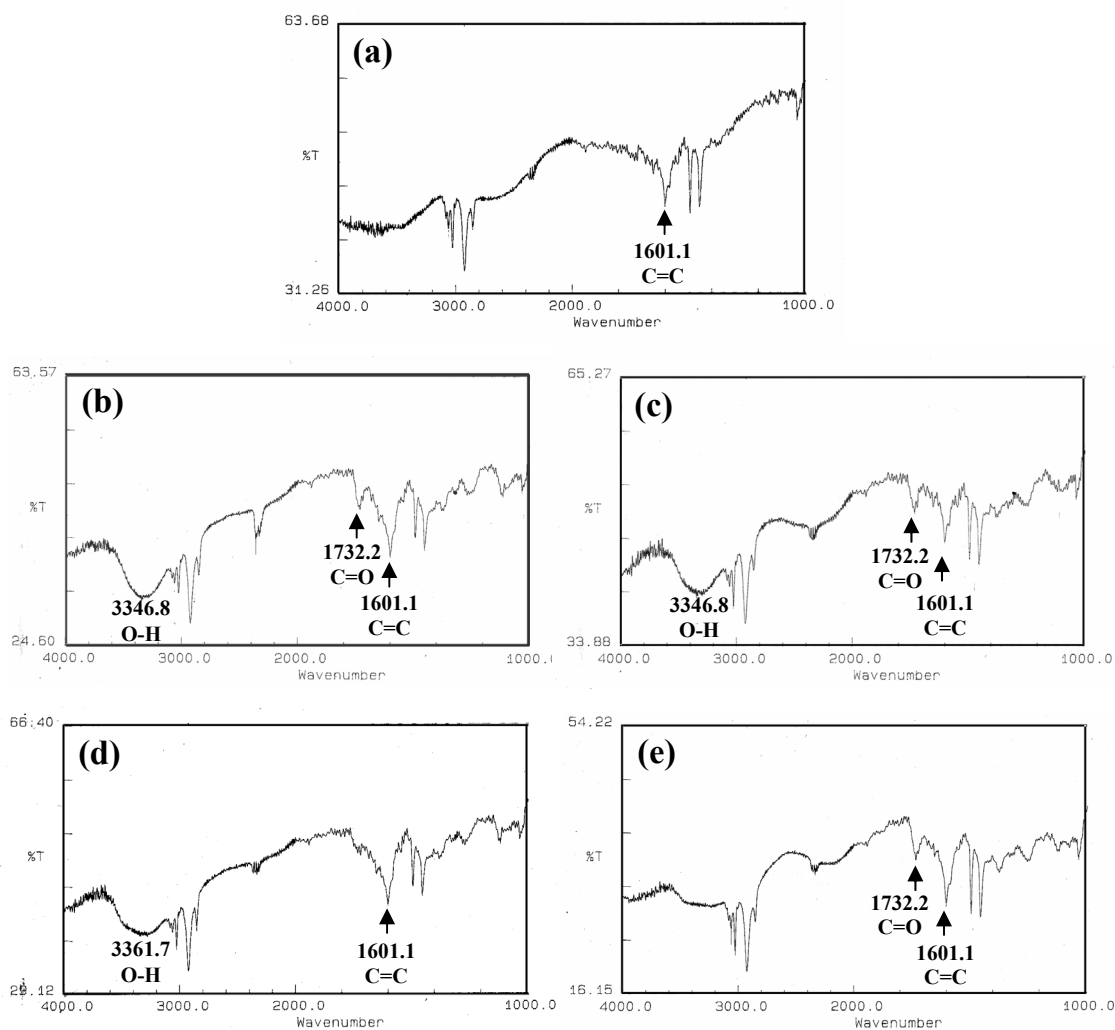 63.68
(a)
%T
1601.1
C=C
31.26
4000.0 3000.0 2000.0 1000.0
Wavenumber
63.57
(b)
%T
1732.2
C=O
1601.1
C=C
3346.8
O-H
24.60
4000.0 3000.0 2000.0 1000.0
Wavenumber
65.27
(c)
%T
1732.2
C=O
1601.1
C=C
3346.8
O-H
33.88
4000.0 3000.0 2000.0 1000.0
Wavenumber
66.40
(d)
%T
3361.7
O-H
1601.1
C=C
4000.0 3000.0 2000.0 1000.0
Wavenumber
54.22
(e)
%T
1732.2
C=O
1601.1
C=C
16.15
4000.0 3000.0 2000.0 1000.0
Wavenumber